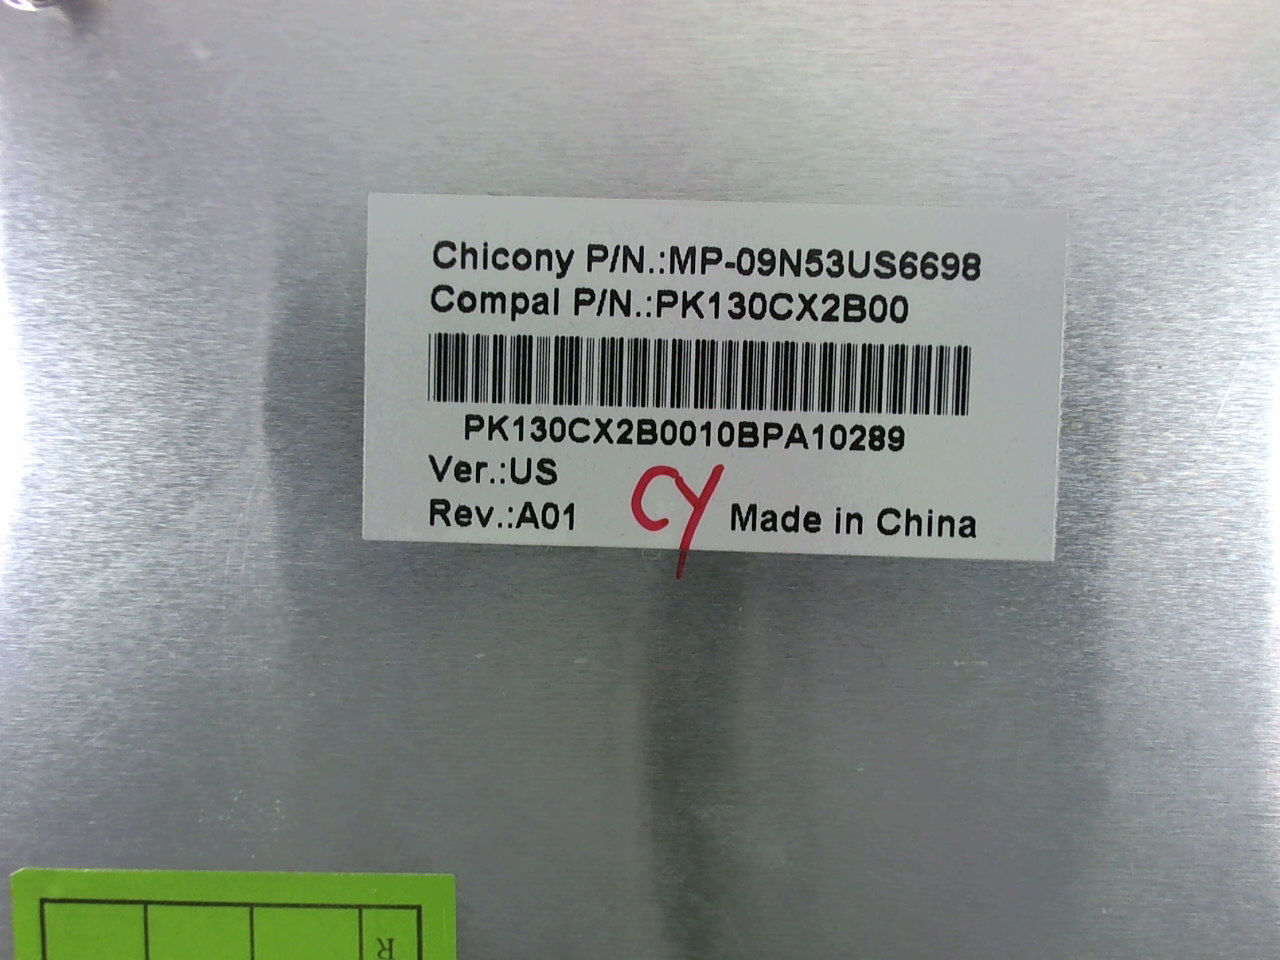 Chicony P/N.:MP-09N53US6698
Compal P/N.:PK130CX2B00
PK130CX2B0010BPA10289
Ver.:US
Rev.:A01
CY
Made in China
R